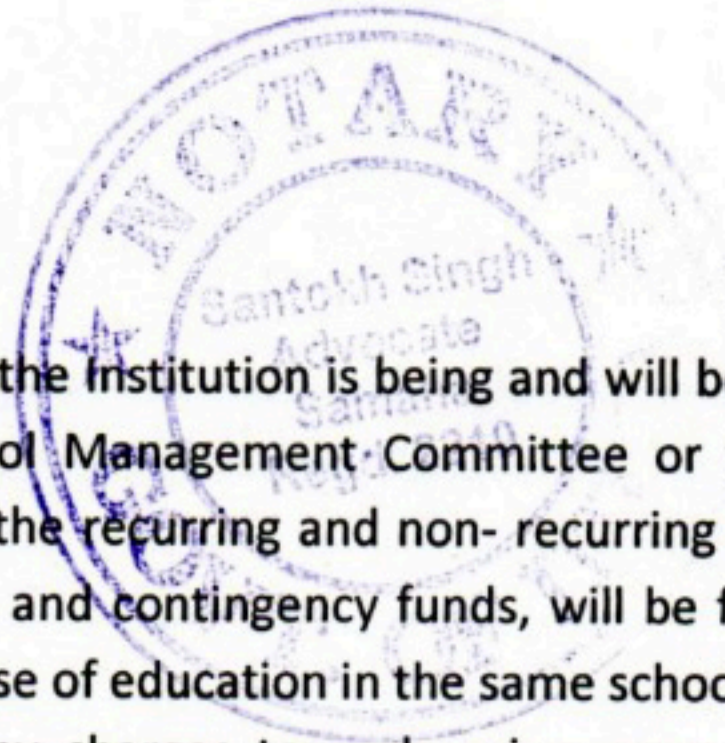 NOTARY
Santokh Singh
Advocate
the Institution is being and will b
ol Management Committee or
the recurring and non- recurring
and contingency funds, will be f
se of education in the same schoo